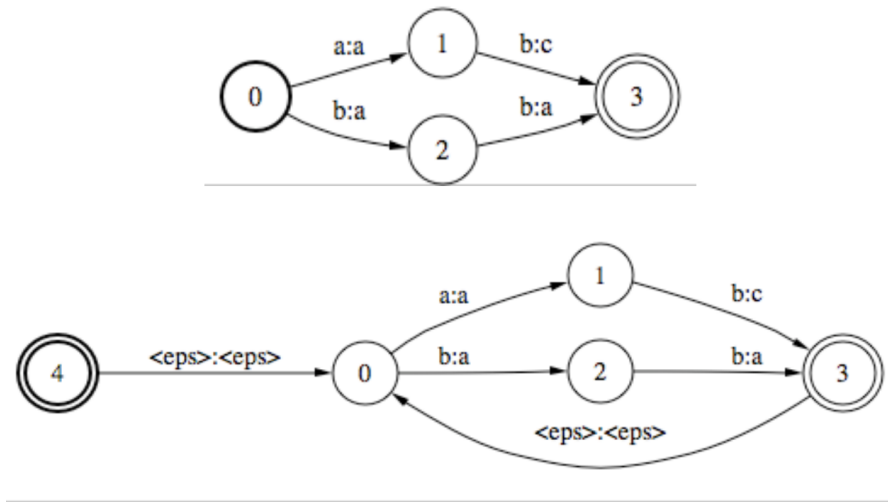 a:a 1 b:c
0 3
b:a 2 b:a
a:a 1 b:c
4 <eps>:<eps> 0 b:a 2 b:a 3
<eps>:<eps>